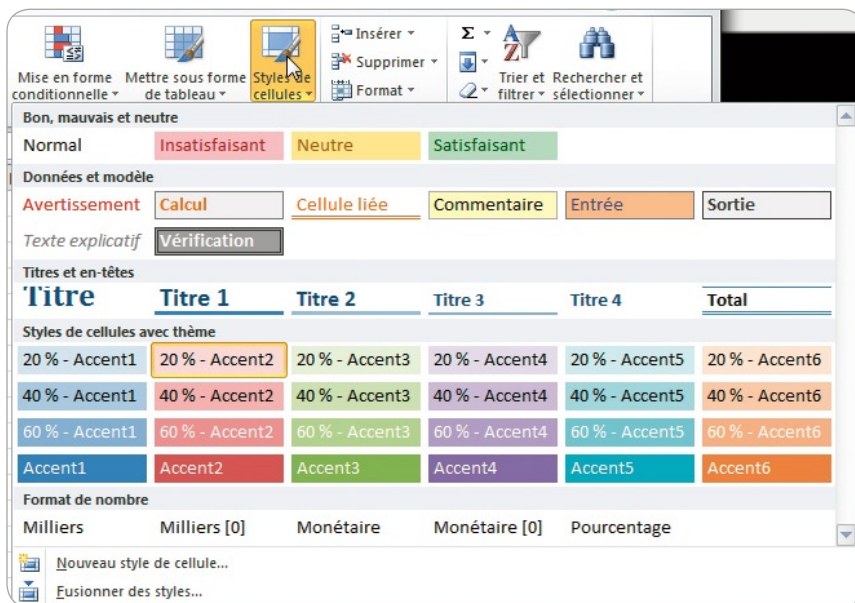 Insérer
Supprimer
Format
Σ
AZ
Mise en forme conditionnelle
Mettre sous forme de tableau
Styles de cellules
Trier et filtrer
Rechercher et sélectionner
Bon, mauvais et neutre
Normal Insatisfaisant Neutre Satisfaisant
Données et modèle
Avertissement Calcul Cellule liée Commentaire Entrée Sortie
Texte explicatif Vérification
Titres et en-têtes
Titre Titre 1 Titre 2 Titre 3 Titre 4 Total
Styles de cellules avec thème
20 % - Accent1 20 % - Accent2 20 % - Accent3 20 % - Accent4 20 % - Accent5 20 % - Accent6
40 % - Accent1 40 % - Accent2 40 % - Accent3 40 % - Accent4 40 % - Accent5 40 % - Accent6
60 % - Accent1 60 % - Accent2 60 % - Accent3 60 % - Accent4 60 % - Accent5 60 % - Accent6
Accent1 Accent2 Accent3 Accent4 Accent5 Accent6
Format de nombre
Milliers Milliers [0] Monétaire Monétaire [0] Pourcentage
Nouveau style de cellule...
Fusionner des styles...